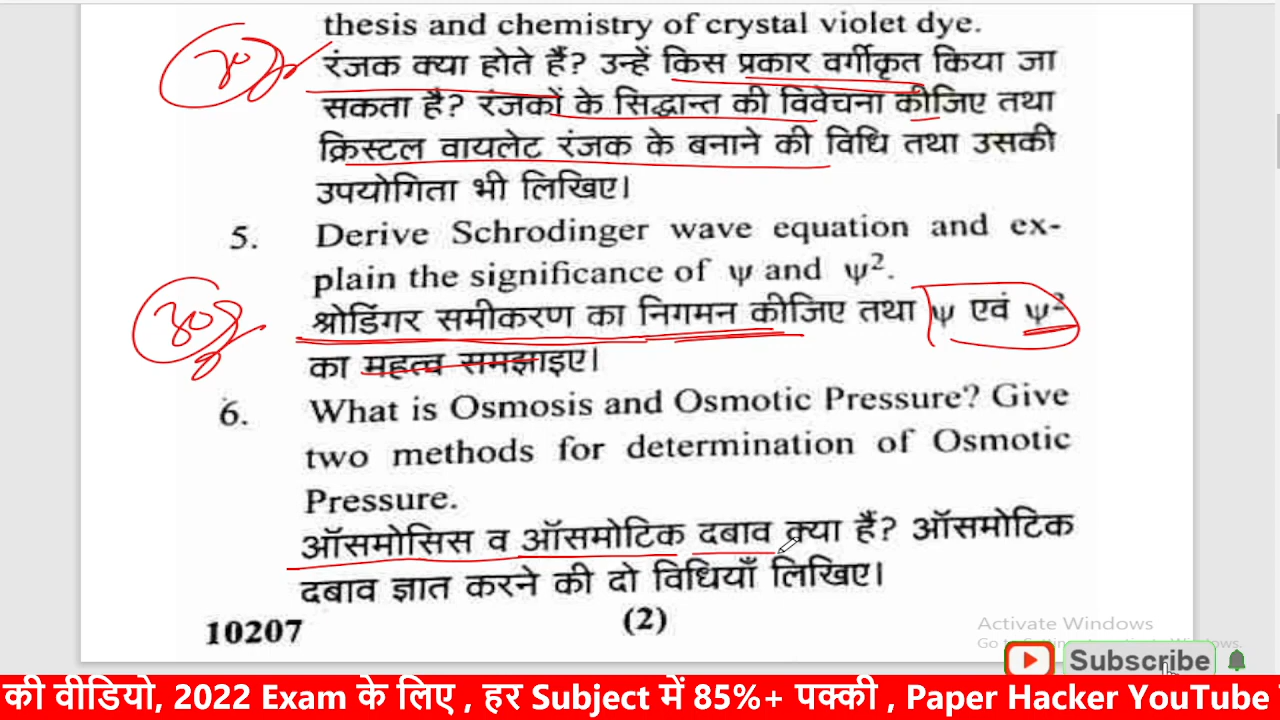 thesis and chemistry of crystal violet dye.
रंजक क्या होते हैं? उन्हें किस प्रकार वर्गीकृत किया जा
सकता है? रंजकों के सिद्धान्त की विवेचना कीजिए तथा
क्रिस्टल वायलेट रंजक के बनाने की विधि तथा उसकी
उपयोगिता भी लिखिए।
5. Derive Schrodinger wave equation and ex-
plain the significance of ψ and ψ².
श्रोडिंगर समीकरण का निगमन कीजिए तथा ψ एवं ψ²
का महत्व समझाइए।
6. What is Osmosis and Osmotic Pressure? Give
two methods for determination of Osmotic
Pressure.
ऑसमोसिस व ऑसमोटिक दबाव क्या हैं? ऑसमोटिक
दबाव ज्ञात करने की दो विधियाँ लिखिए।
10207 (2)
Activate Windows
Subscribe
की वीडियो, 2022 Exam के लिए , हर Subject में 85%+ पक्की , Paper Hacker YouTube